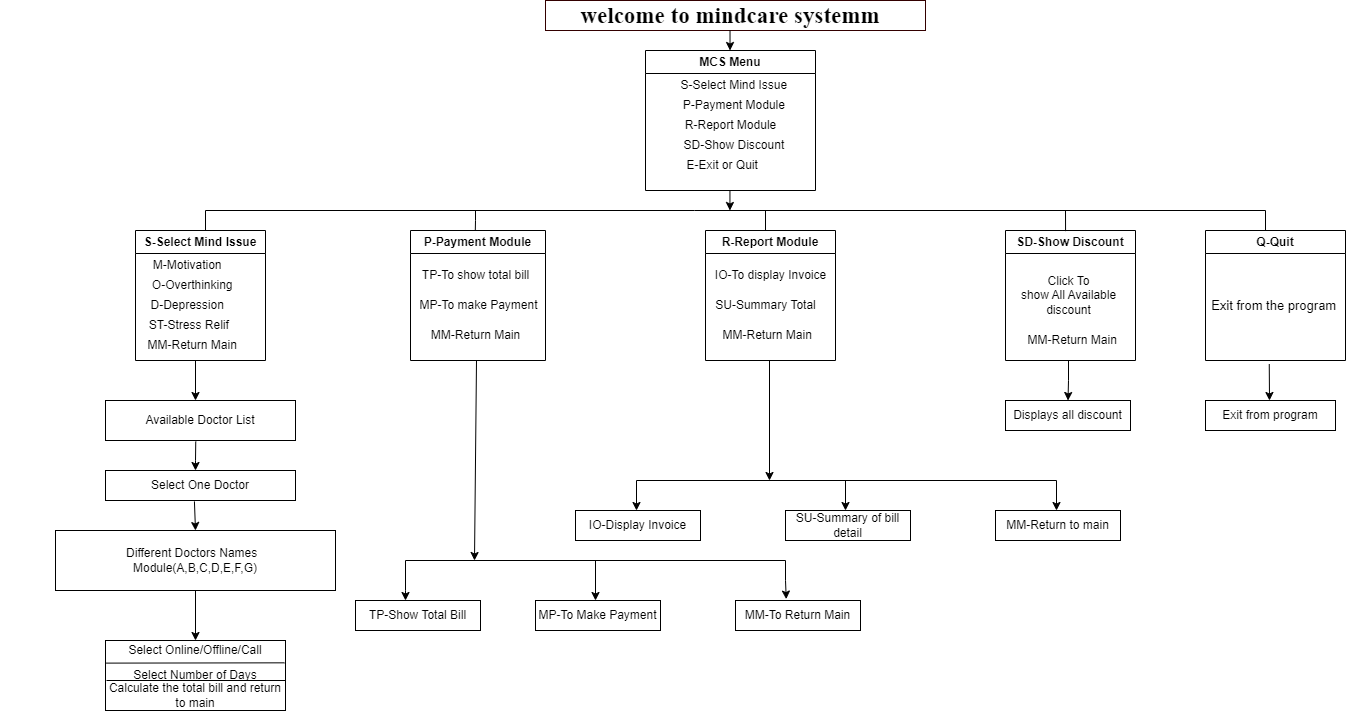 welcome to mindcare systemm
MCS Menu
S-Select Mind Issue
P-Payment Module
R-Report Module
SD-Show Discount
E-Exit or Quit
S-Select Mind Issue
M-Motivation
O-Overthinking
D-Depression
ST-Stress Relif
MM-Return Main
P-Payment Module
TP-To show total bill
MP-To make Payment
MM-Return Main
R-Report Module
IO-To display Invoice
SU-Summary Total
MM-Return Main
SD-Show Discount
Click To
show All Available
discount
MM-Return Main
Q-Quit
Exit from the program
Available Doctor List
Select One Doctor
Different Doctors Names
Module(A,B,C,D,E,F,G)
Select Online/Offline/Call
Select Number of Days
Calculate the total bill and return
to main
TP-Show Total Bill
MP-To Make Payment
MM-To Return Main
IO-Display Invoice
SU-Summary of bill
detail
MM-Return to main
Displays all discount
Exit from program